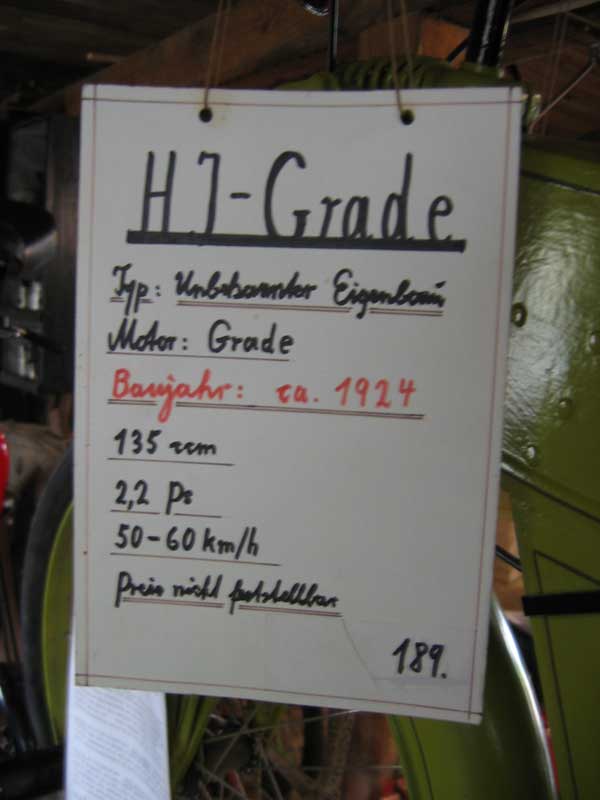 HJ-Grade
Typ: Unbekannter Eigenbau
Motor: Grade
Baujahr: ca. 1924
135 ccm
2,2 Ps
50-60 km/h
Preis nicht feststellbar
189.